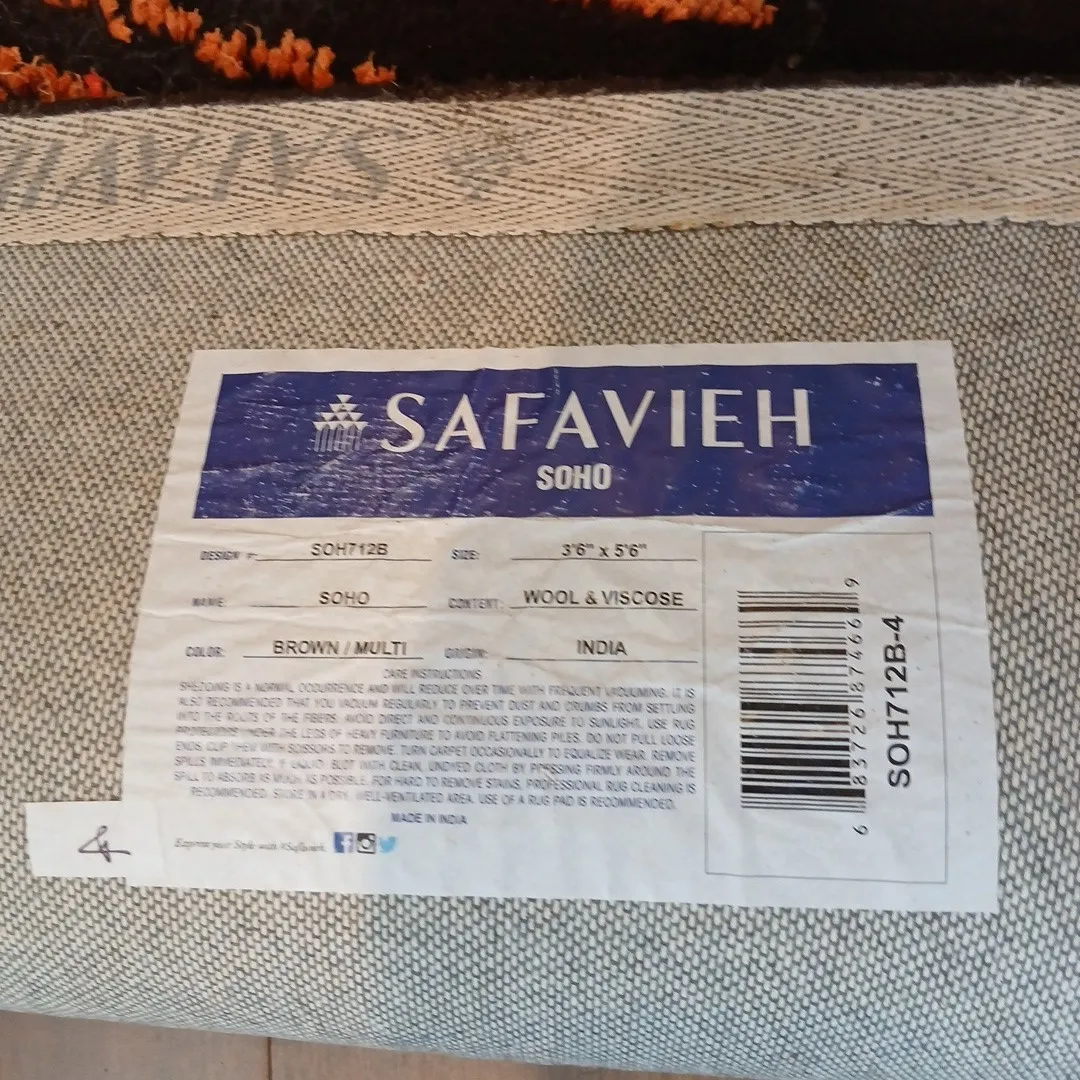 SAFAVIEH
SAFAVIEH
SOHO
DESIGN #: SOH712B SIZE: 3'6" x 5'6"
NAME: SOHO CONTENT: WOOL & VISCOSE
COLOR: BROWN / MULTI ORIGIN: INDIA
CARE INSTRUCTIONS
SHEDDING IS A NORMAL OCCURRENCE AND WILL REDUCE OVER TIME WITH FREQUENT VACUUMING. IT IS
ALSO RECOMMENDED THAT YOU VACUUM REGULARLY TO PREVENT DUST AND CRUMBS FROM SETTLING
INTO THE ROOTS OF THE FIBERS. AVOID DIRECT AND CONTINUOUS EXPOSURE TO SUNLIGHT. USE RUG
UNDER THE LEGS OF HEAVY FURNITURE TO AVOID FLATTENING PILES. DO NOT PULL LOOSE
ENDS, CLIP THEM WITH SCISSORS TO REMOVE. TURN CARPET OCCASIONALLY TO EQUALIZE WEAR. REMOVE
SPILLS IMMEDIATELY. IF LIQUID, BLOT WITH CLEAN, UNDYED CLOTH BY PRESSING FIRMLY AROUND THE
SPILL TO ABSORB AS MUCH AS POSSIBLE. FOR HARD TO REMOVE STAINS, PROFESSIONAL RUG CLEANING IS
RECOMMENDED. STORE IN A DRY, WELL-VENTILATED AREA. USE OF A RUG PAD IS RECOMMENDED.
MADE IN INDIA
Express your Style with #Safavieh
6 83726 87466 9
SOH712B-4